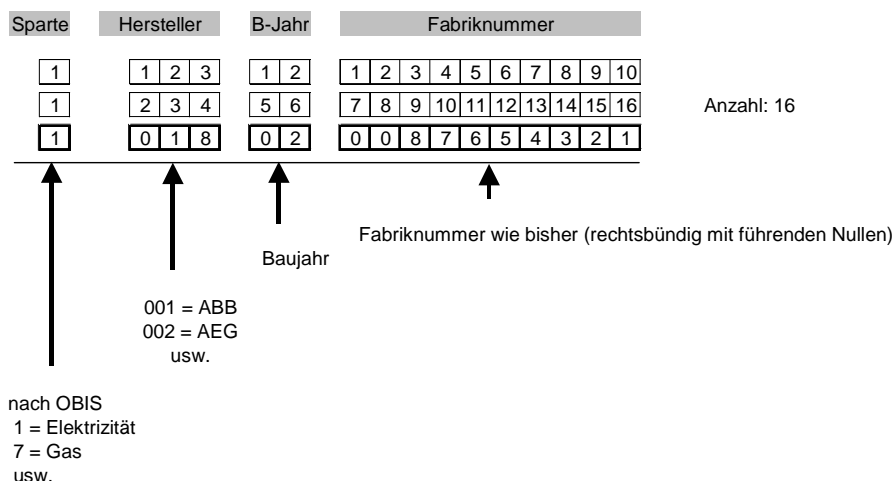 Sparte Hersteller B-Jahr Fabriknummer
1 1 2 3 1 2 1 2 3 4 5 6 7 8 9 10
1 2 3 4 5 6 7 8 9 10 11 12 13 14 15 16 Anzahl: 16
1 0 1 8 0 2 0 0 8 7 6 5 4 3 2 1
Fabriknummer wie bisher (rechtsbündig mit führenden Nullen)
Baujahr
001 = ABB
002 = AEG
usw.
nach OBIS
1 = Elektrizität
7 = Gas
usw.